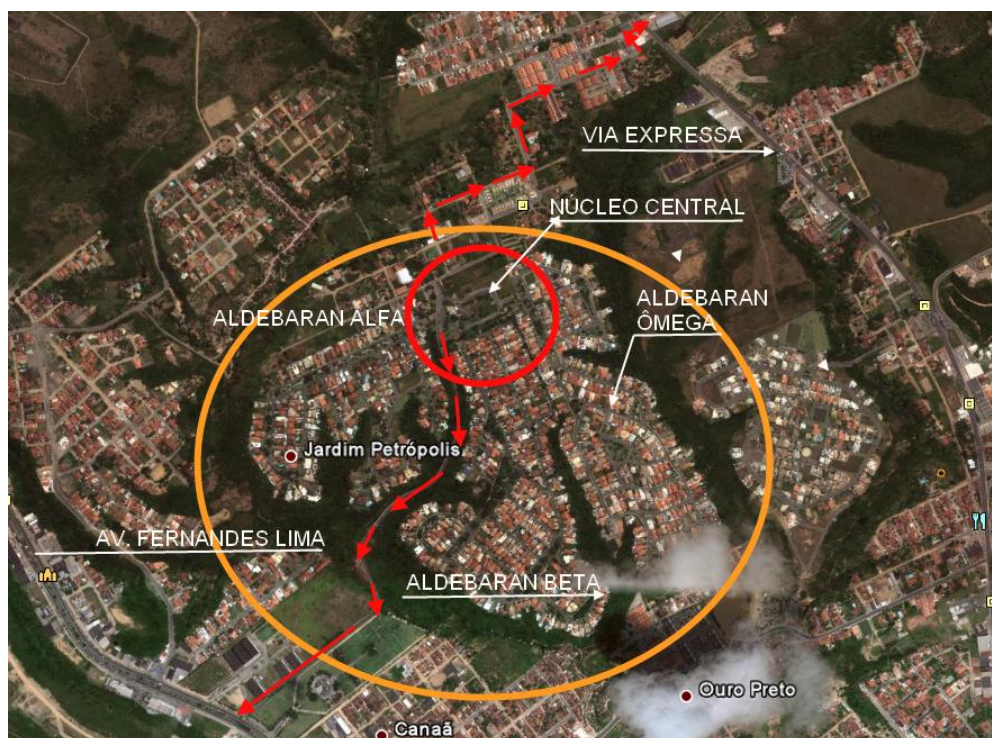 VIA EXPRESSA
NÚCLEO CENTRAL
ALDEBARAN
ÔMEGA
ALDEBARAN ALFA
Jardim Petrópolis
AV. FERNANDES LIMA
ALDEBARAN BETA
Ouro Preto
Canaã